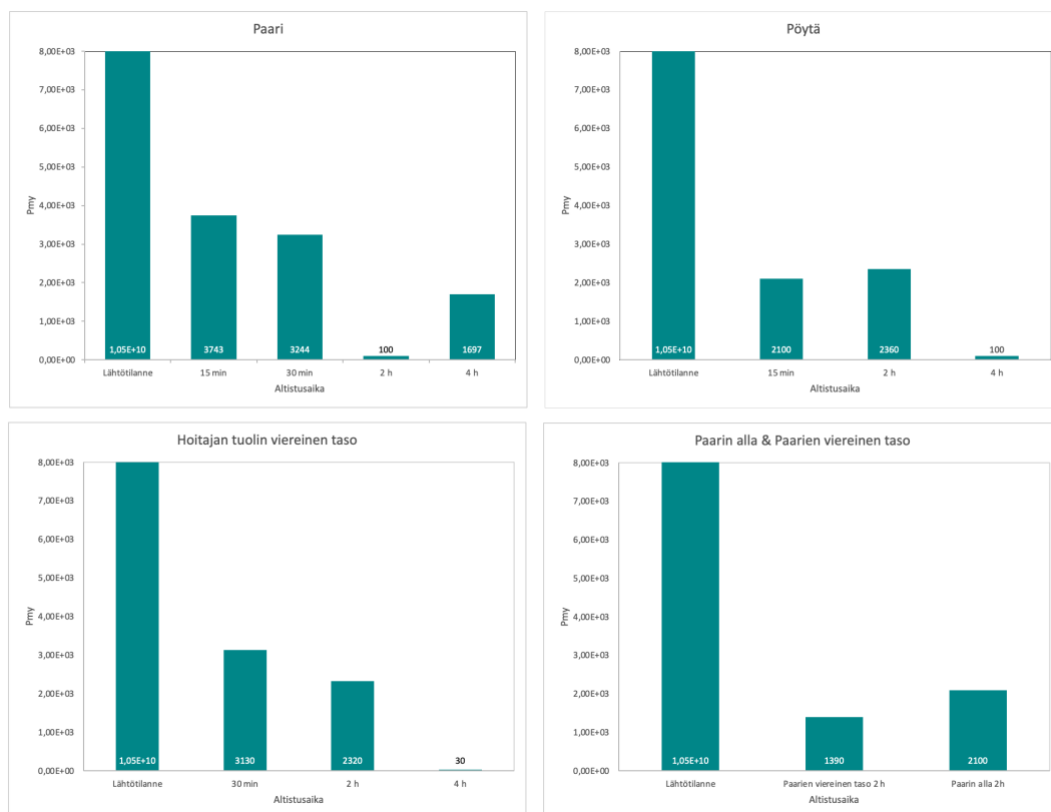 Paari
8,00E+03
7,00E+03
6,00E+03
5,00E+03
4,00E+03
3,00E+03
2,00E+03
1,00E+03
0,00E+00
Pmy
1,05E+10
3743
3244
100
1697
Lähtötilanne
15 min
30 min
2 h
4 h
Altistusaika
Pöytä
8,00E+03
7,00E+03
6,00E+03
5,00E+03
4,00E+03
3,00E+03
2,00E+03
1,00E+03
0,00E+00
Pmy
1,05E+10
2100
2360
100
Lähtötilanne
15 min
2 h
4 h
Altistusaika
Hoitajan tuolin viereinen taso
8,00E+03
7,00E+03
6,00E+03
5,00E+03
4,00E+03
3,00E+03
2,00E+03
1,00E+03
0,00E+00
Pmy
1,05E+10
3130
2320
30
Lähtötilanne
30 min
2 h
4 h
Altistusaika
Paarin alla & Paarien viereinen taso
8,00E+03
7,00E+03
6,00E+03
5,00E+03
4,00E+03
3,00E+03
2,00E+03
1,00E+03
0,00E+00
Pmy
1,05E+10
1390
2100
Lähtötilanne
Paarien viereinen taso 2 h
Paarin alla 2h
Altistusaika